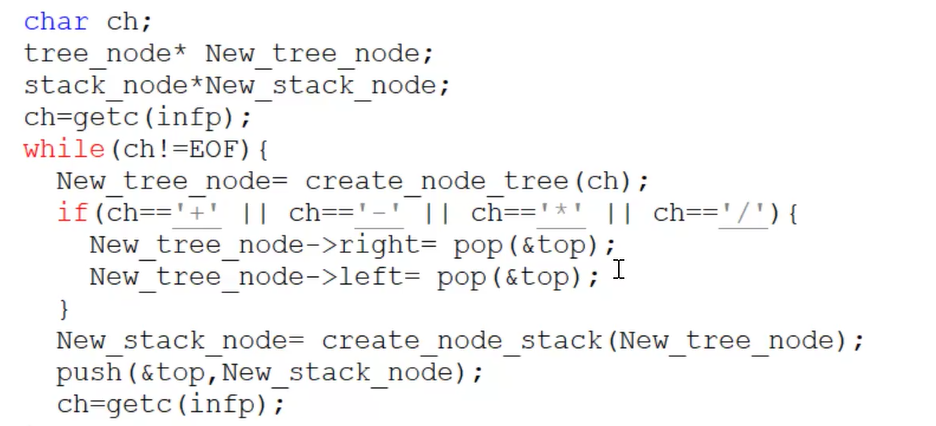 char ch;
tree_node* New_tree_node;
stack_node*New_stack_node;
ch=getc(infp);
while(ch!=EOF){
New_tree_node= create_node_tree(ch);
if(ch=='+' || ch=='-' || ch=='*' || ch=='/'){
New_tree_node->right= pop(&top);
New_tree_node->left= pop(&top);
}
New_stack_node= create_node_stack(New_tree_node);
push(&top,New_stack_node);
ch=getc(infp);